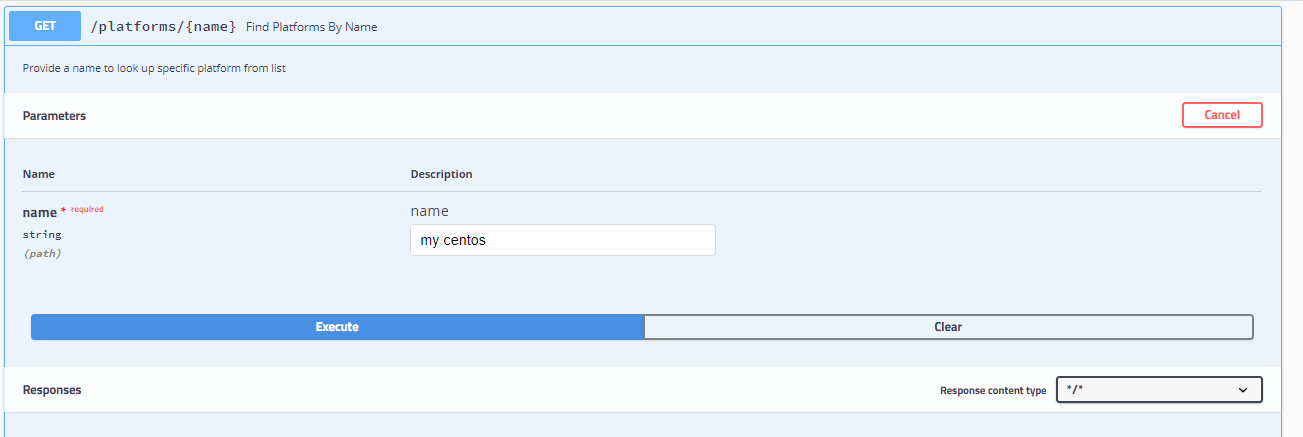 GET /platforms/{name} Find Platforms By Name
Provide a name to look up specific platform from list
Parameters Cancel
Name Description
name * required name
string my centos
(path)
Execute Clear
Responses Response content type */*